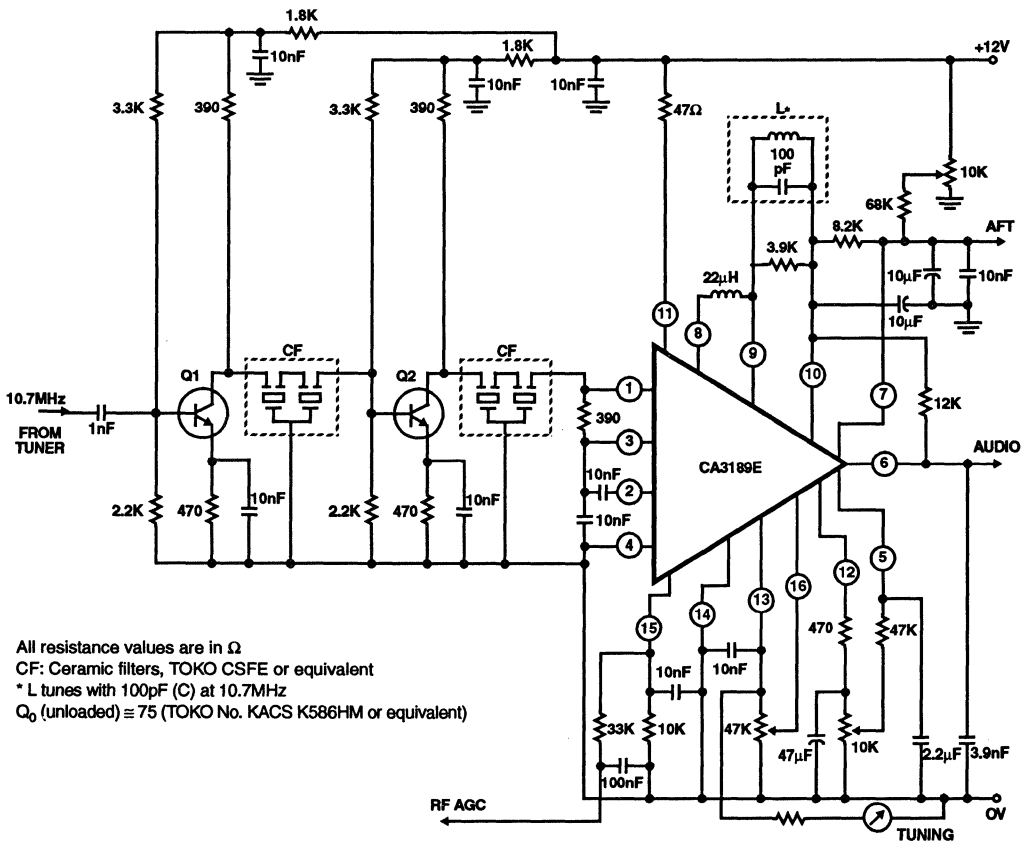 1.8K
10nF
1.8K
+12V
10nF
10nF
3.3K
390
3.3K
390
47Ω
L*
100
pF
10K
68K
AFT
8.2K
3.9K
22μH
10μF
10nF
10μF
11
8
9
10
7
CF
CF
Q1
Q2
10.7MHz
FROM
TUNER
1nF
1
390
3
12K
CA3189E
6
AUDIO
10nF
2
2.2K
470
10nF
2.2K
470
10nF
10nF
4
5
16
12
13
14
15
470
47K
10nF
10nF
33K
10K
47K
47μF
10K
2.2μF
3.9nF
100nF
RF AGC
0V
TUNING
All resistance values are in Ω
CF: Ceramic filters, TOKO CSFE or equivalent
* L tunes with 100pF (C) at 10.7MHz
Q0 (unloaded) ≅ 75 (TOKO No. KACS K586HM or equivalent)